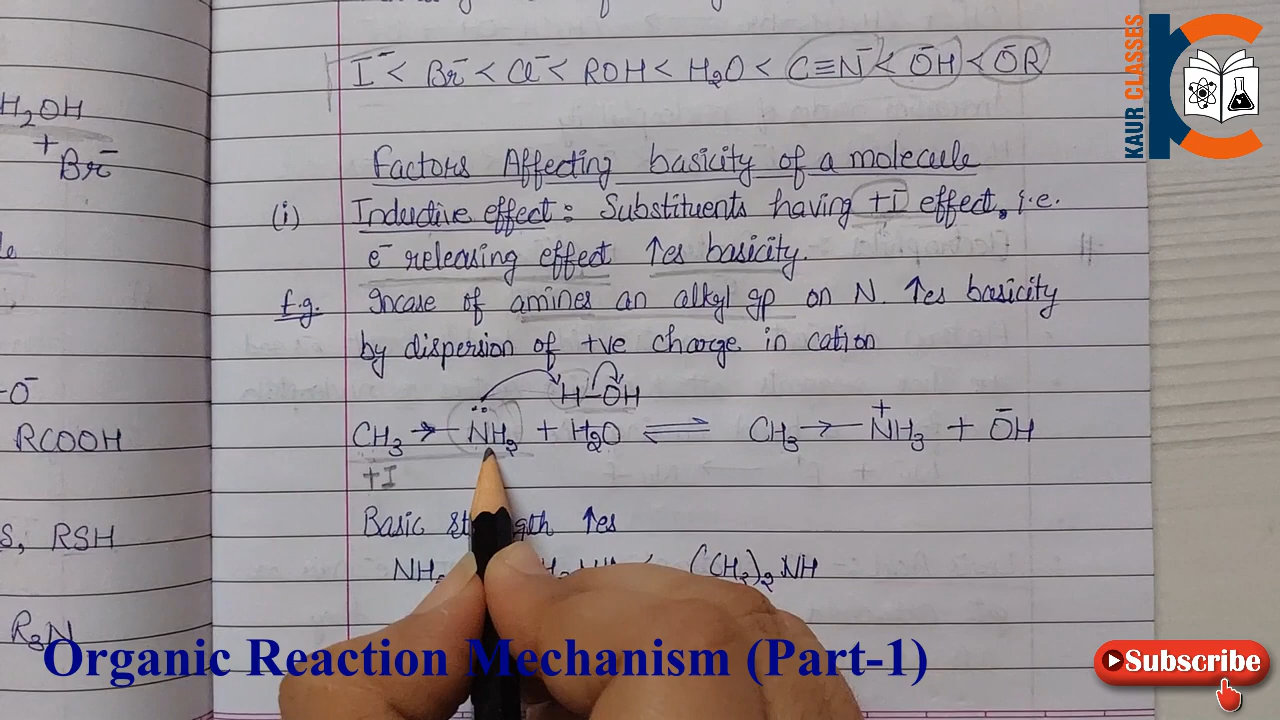 I⁻ < Br⁻ < Cl⁻ < ROH < H₂O < C≡N⁻ < ŌH < ŌR
H₂OH
+ Br⁻
Factors Affecting basicity of a molecule
(i) Inductive effect: Substituents having +I effect, i.e.
e⁻ releasing effect ↑es basicity.
f.g. Incase of amines an alkyl gp on N. ↑es basicity
by dispersion of +ve charge in cation
-O⁻
H-OH
RCOOH
CH₃ →— N̈H₂ + H₂O ⇌ CH₃ →— N⁺H₃ + ŌH
+I
Basic ↑es
S, RSH
NH₃ < (CH₃)₂NH
R₃N
Organic Reaction Mechanism (Part-1)
KAUR CLASSES
Subscribe